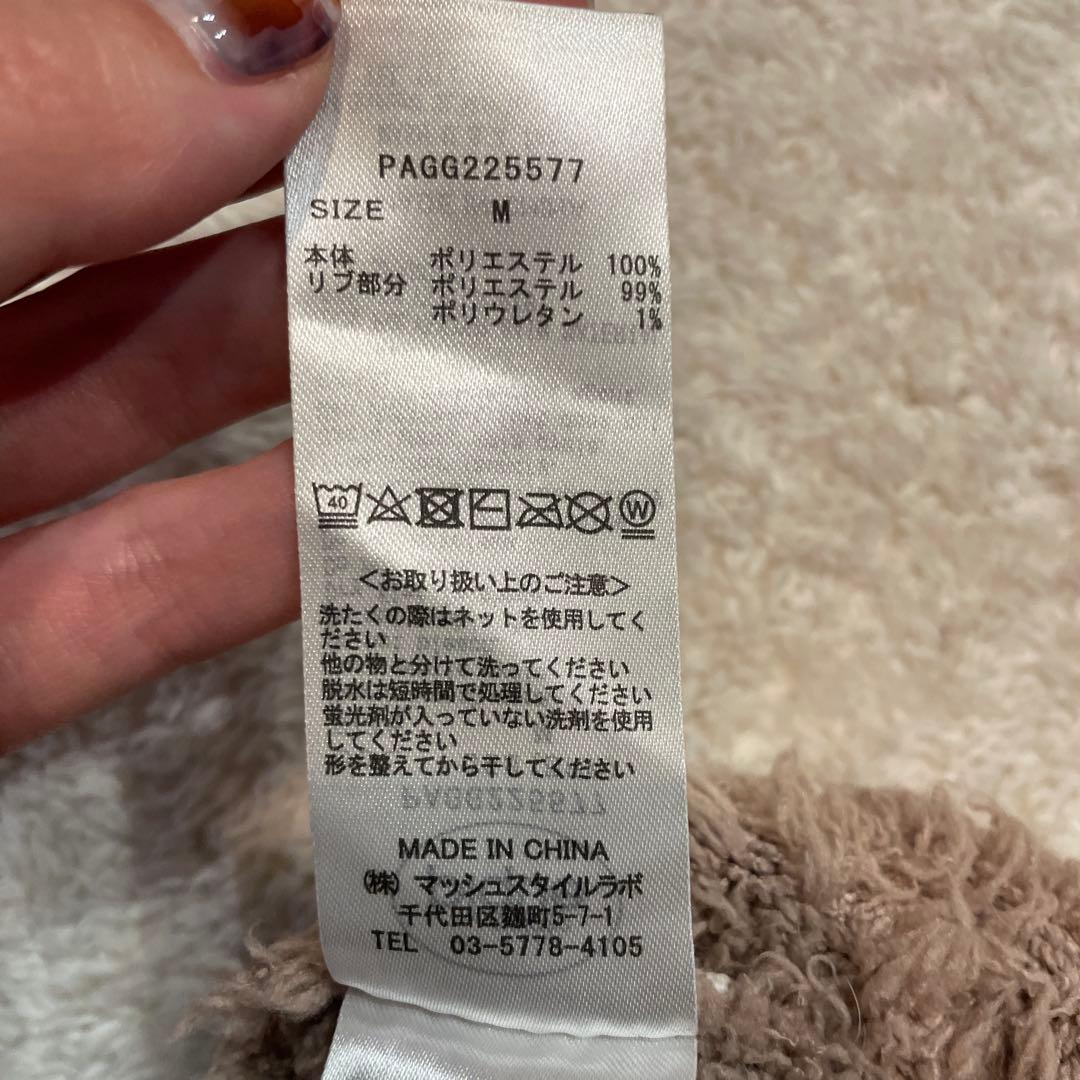 PAGG225577
SIZE M
本体 ポリエステル 100%
リブ部分 ポリエステル 99%
ポリウレタン 1%
40 W
<お取り扱い上のご注意>
洗たくの際はネットを使用してく
ださい
他の物と分けて洗ってください
脱水は短時間で処理してください
蛍光剤が入っていない洗剤を使用
してください
形を整えてから干してください
PAGG225577
MADE IN CHINA
(株) マッシュスタイルラボ
千代田区麹町5-7-1
TEL 03-5778-4105